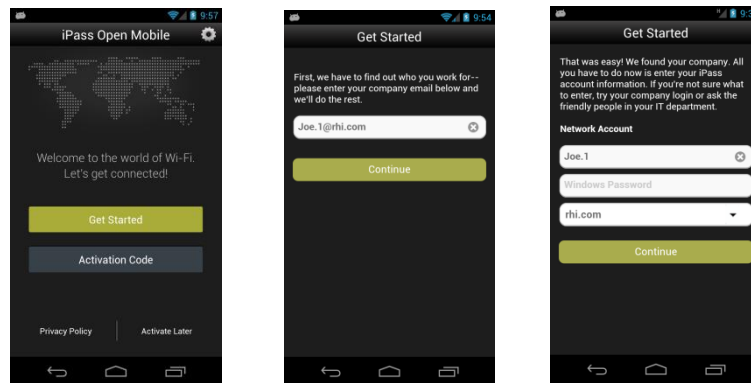 9:57
iPass Open Mobile
Welcome to the world of Wi-Fi.
Let's get connected!
Get Started
Activation Code
Privacy Policy
Activate Later
9:54
Get Started
First, we have to find out who you work for--
please enter your company email below and
we'll do the rest.
Joe.1@rhi.com
Continue
Get Started
That was easy! We found your company. All
you have to do now is enter your iPass
account information. If you're not sure what
to enter, try your company login or ask the
friendly people in your IT department.
Network Account
Joe.1
Windows Password
rhi.com
Continue